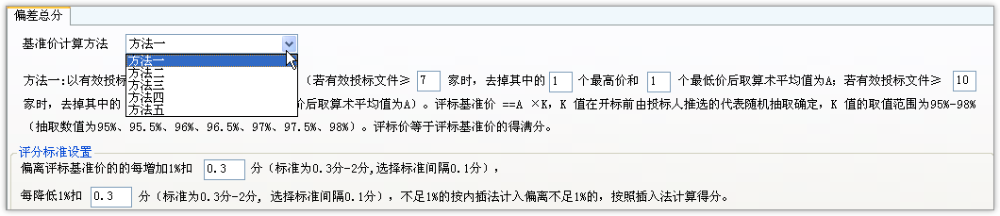 偏差总分
基准价计算方法 方法一
方法一
方法二
方法三
方法四
方法五
方法一:以有效投标 (若有效投标文件≥ 7 家时，去掉其中的 1 个最高价和 1 个最低价后取算术平均值为A；若有效投标文件≥ 10
家时，去掉其中的 价后取算术平均值为A）。评标基准价 ==A ×K，K 值在开标前由投标人推选的代表随机抽取确定，K 值的取值范围为95%-98%
（抽取数值为95%、95.5%、96%、96.5%、97%、97.5%、98%）。评标价等于评标基准价的得满分。
评分标准设置
偏离评标基准价的的每增加1%扣 0.3 分（标准为0.3分-2分,选择标准间隔0.1分），
每降低1%扣 0.3 分（标准为0.3分-2分, 选择标准间隔0.1分），不足1%的按内插法计入偏离不足1%的，按照插入法计算得分。